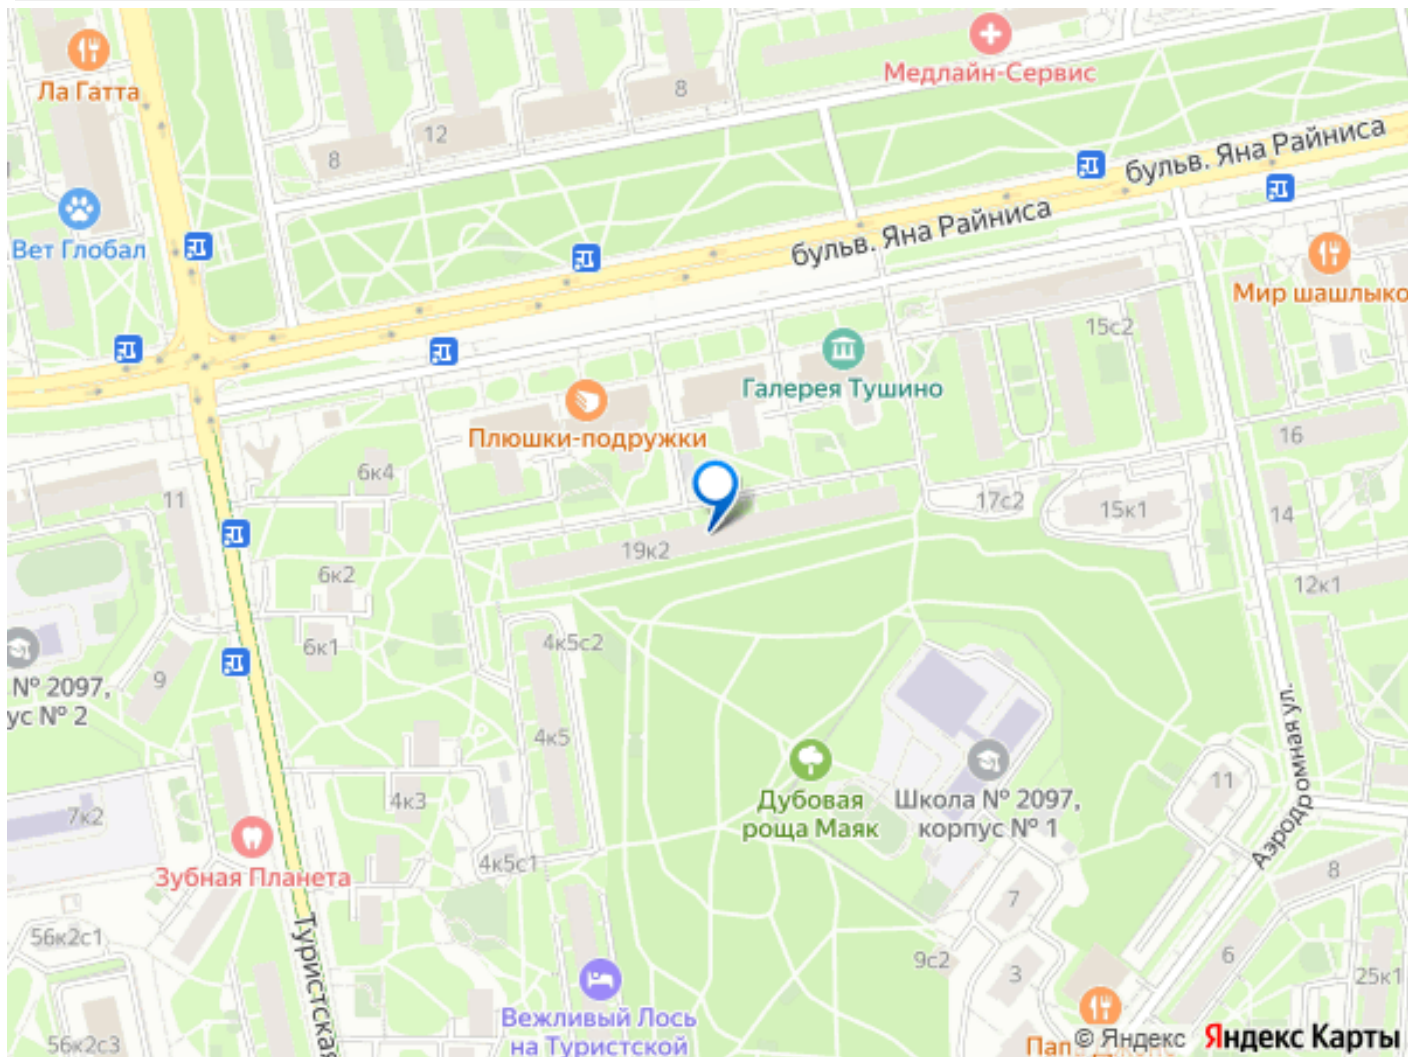 Ла Гатта
Медлайн-Сервис
8
12
8
бульв. Яна Райниса
бульв. Яна Райниса
Вет Глобал
Мир шашлыко
15с2
Галерея Тушино
Плюшки-подружки
16
6к4
11
17с2
15к1
14
19к2
6к2
12к1
6к1
4к5с2
№ 2097,
ус № 2
9
4к5
Аэродромная ул.
Дубовая
роща Маяк
Школа № 2097,
корпус № 1
11
4к3
7к2
Зубная Планета
4к5с1
8
7
Туристская
56к2с1
9с2
3
6
25к1
Вежливый Лось
на Туристской
56к2с3
© Яндекс
Яндекс Карты